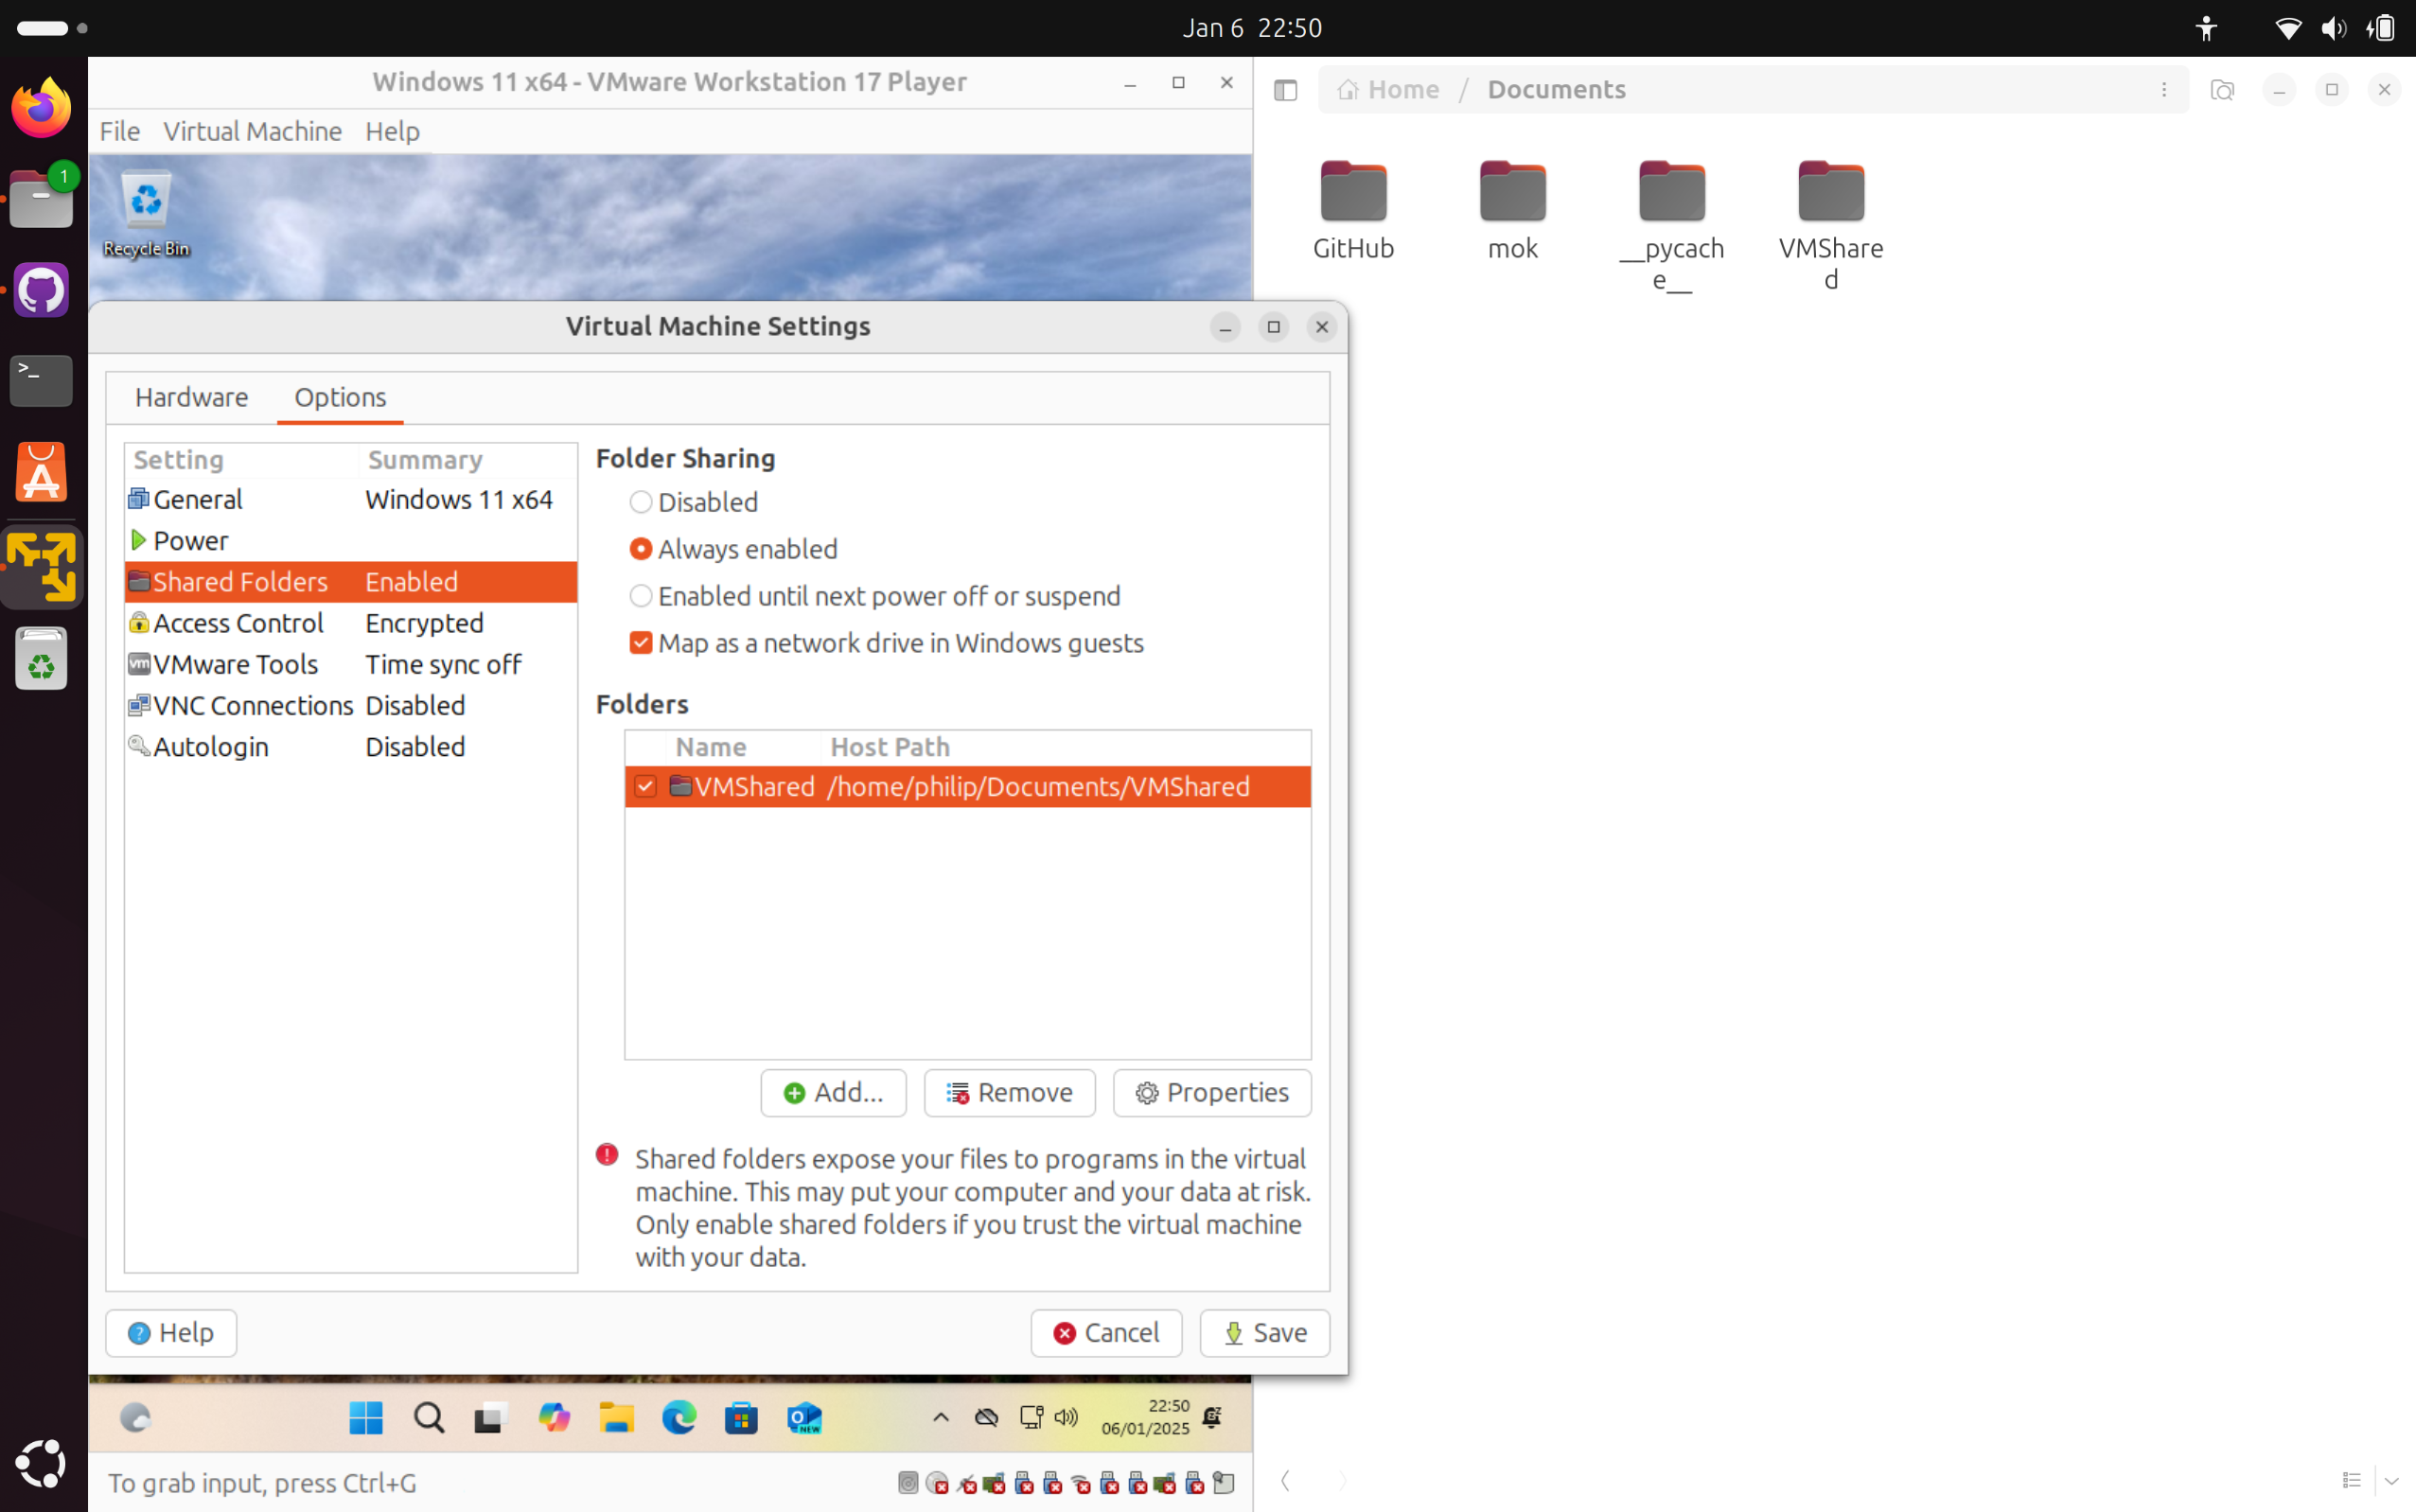 Jan 6 22:50
Windows 11 x64 - VMware Workstation 17 Player
File Virtual Machine Help
Recycle Bin
Home / Documents
GitHub
mok
__pycach
e__
VMShare
d
1
Virtual Machine Settings
Hardware Options
Setting Summary
General Windows 11 x64
Power
Shared Folders Enabled
Access Control Encrypted
VMware Tools Time sync off
VNC Connections Disabled
Autologin Disabled
Folder Sharing
Disabled
Always enabled
Enabled until next power off or suspend
Map as a network drive in Windows guests
Folders
Name Host Path
VMShared /home/philip/Documents/VMShared
Add...
Remove
Properties
Shared folders expose your files to programs in the virtual
machine. This may put your computer and your data at risk.
Only enable shared folders if you trust the virtual machine
with your data.
Help
Cancel
Save
22:50
06/01/2025
To grab input, press Ctrl+G